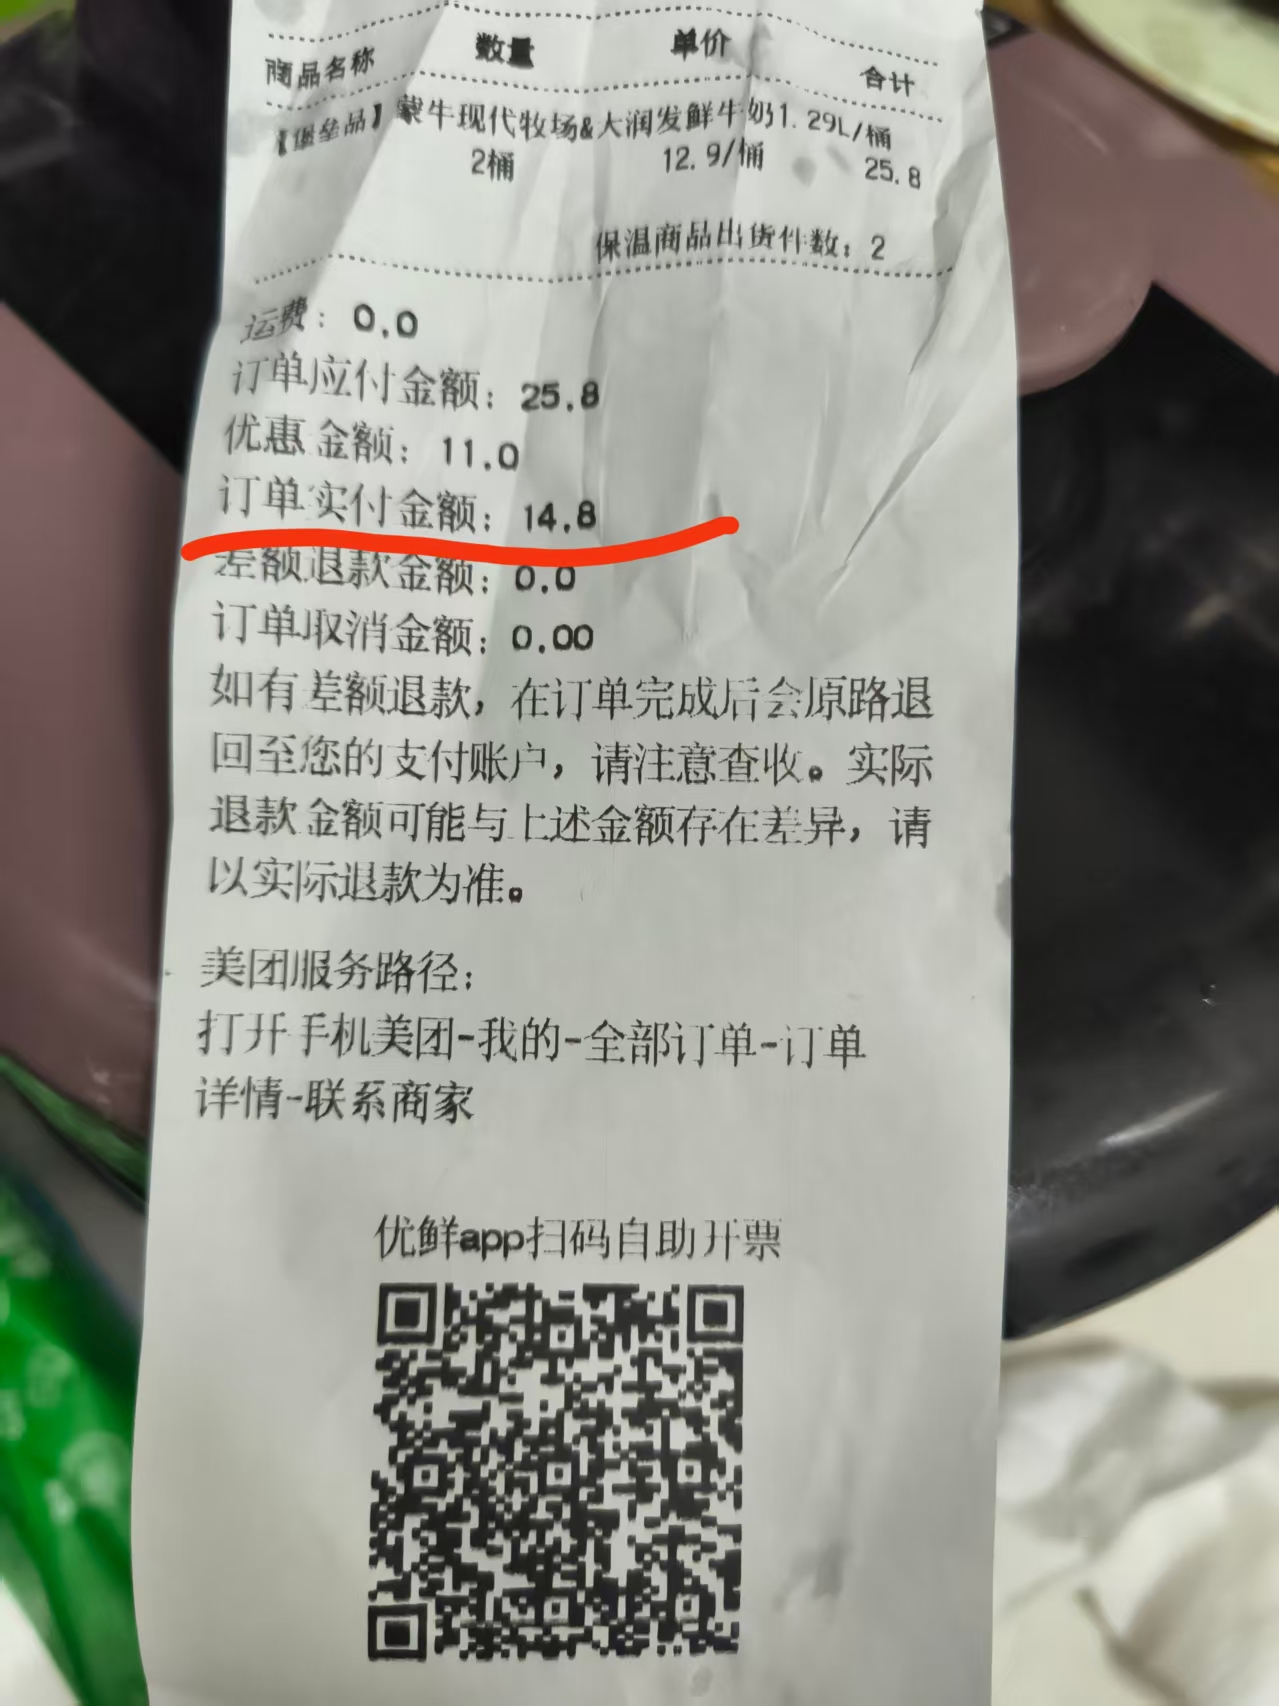 商品名称 数量 单价 合计
【堡垒品】蒙牛现代牧场&大润发鲜牛奶1.29L/桶
2桶 12.9/桶 25.8
保温商品出货件数：2
运费：0.0
订单应付金额：25.8
优惠金额：11.0
订单实付金额：14.8
差额退款金额：0.0
订单取消金额：0.00
如有差额退款，在订单完成后会原路退
回至您的支付账户，请注意查收。实际
退款金额可能与上述金额存在差异，请
以实际退款为准。
美团服务路径：
打开手机美团-我的-全部订单-订单
详情-联系商家
优鲜app扫码自助开票